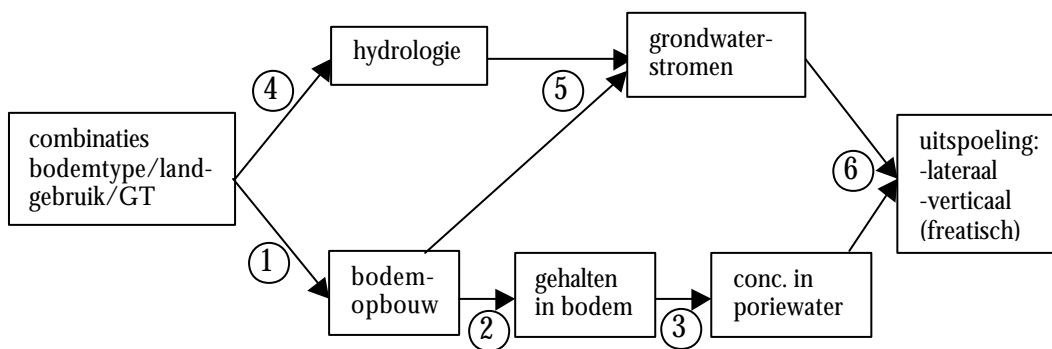 combinaties
bodemtype/land-
gebruik/GT
4
hydrologie
5
grondwater-
stromen
1
bodem-
opbouw
2
gehalten
in bodem
3
conc. in
poriewater
6
uitspoeling:
-lateraal
-verticaal
(freatisch)